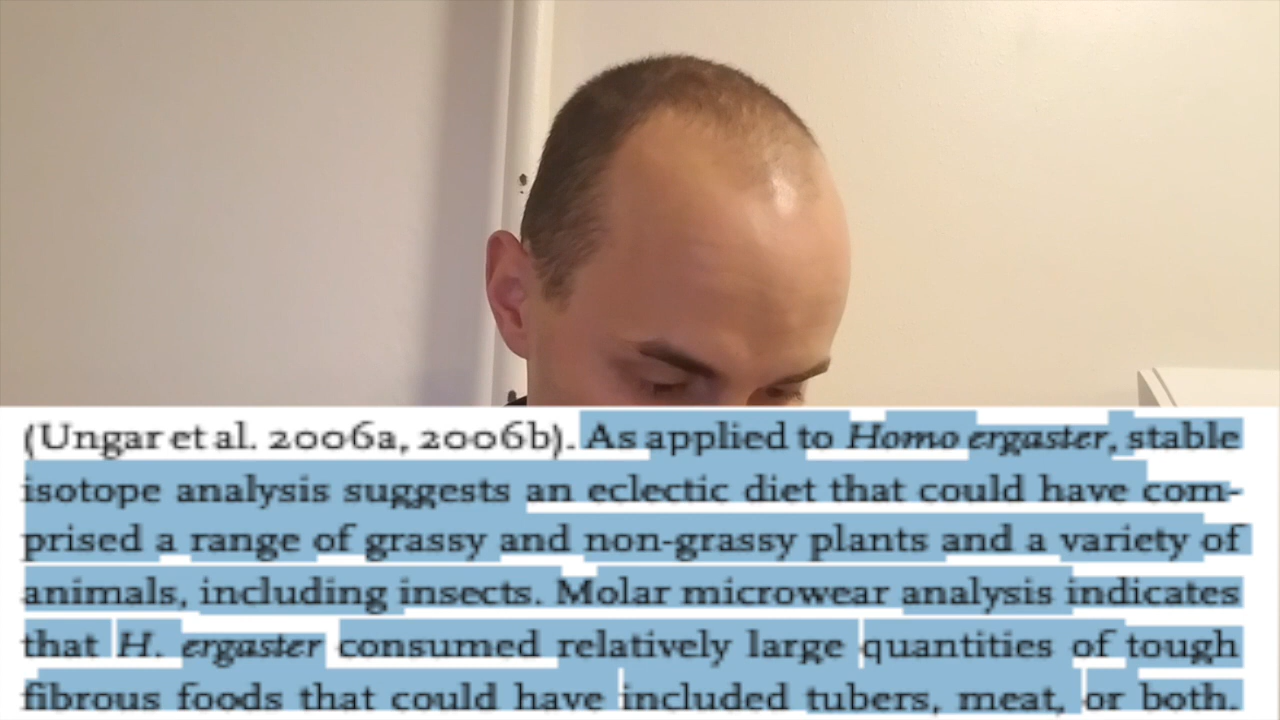 (Ungar et al. 2006a, 2006b). As applied to Homo ergaster, stable
isotope analysis suggests an eclectic diet that could have com-
prised a range of grassy and non-grassy plants and a variety of
animals, including insects. Molar microwear analysis indicates
that H. ergaster consumed relatively large quantities of tough
fibrous foods that could have included tubers, meat, or both.